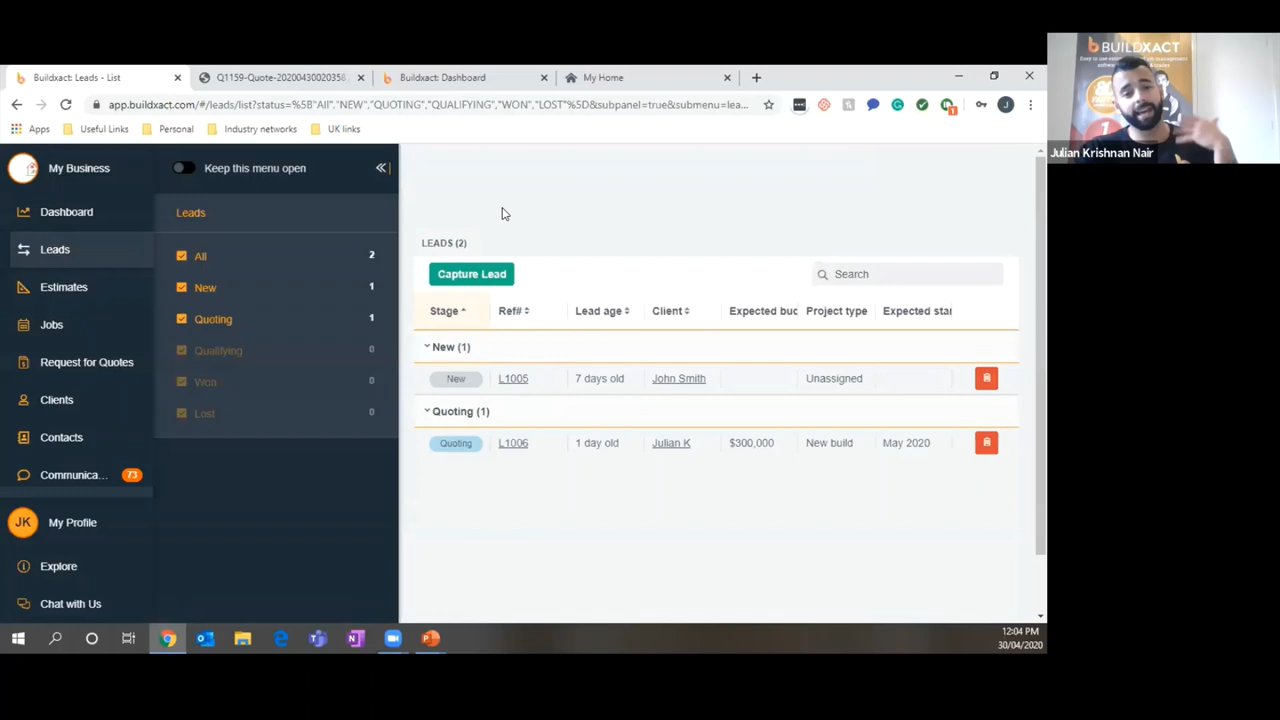 Buildxact: Leads - List
Q1159-Quote-20200430020358.
Buildxact: Dashboard
My Home
app.buildxact.com/#/leads/list?status=%5B"All","NEW","QUOTING","QUALIFYING","WON","LOST"%5D&subpanel=true&submenu=lea...
J
Apps
Useful Links
Personal
Industry networks
UK links
My Business
Dashboard
Leads
Estimates
Jobs
Request for Quotes
Clients
Contacts
Communica... 73
JK My Profile
Explore
Chat with Us
Keep this menu open
Leads
All 2
New 1
Quoting 1
Qualifying 0
Won 0
Lost 0
LEADS (2)
Capture Lead
Search
Stage Ref# Lead age Client Expected buc Project type Expected star
New (1)
New L1005 7 days old John Smith Unassigned
Quoting (1)
Quoting L1006 1 day old Julian K $300,000 New build May 2020
12:04 PM
30/04/2020
BUILDXACT
Julian Krishnan Nair